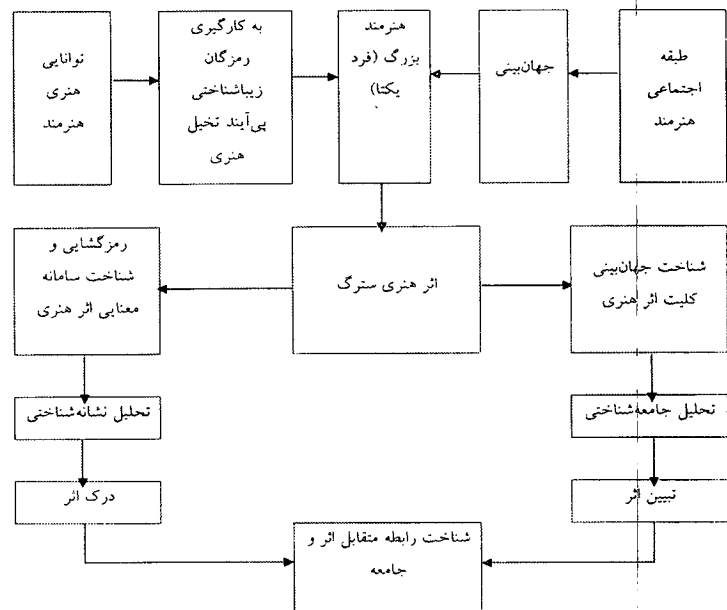 طبقه
اجتماعی
هنرمند
جهان‌بینی
هنرمند
بزرگ (فرد
یکتا)
به کارگیری
رمزگان
زیباشناختی
پی‌آیند تخیل
هنری
توانایی
هنری
هنرمند
شناخت جهان‌بینی
کلیت اثر هنری
اثر هنری سترگ
رمزگشایی و
شناخت سامانه
معنایی اثر هنری
تحلیل جامعه‌شناختی
تحلیل نشانه‌شناختی
تبیین اثر
درک اثر
شناخت رابطه متقابل اثر و
جامعه